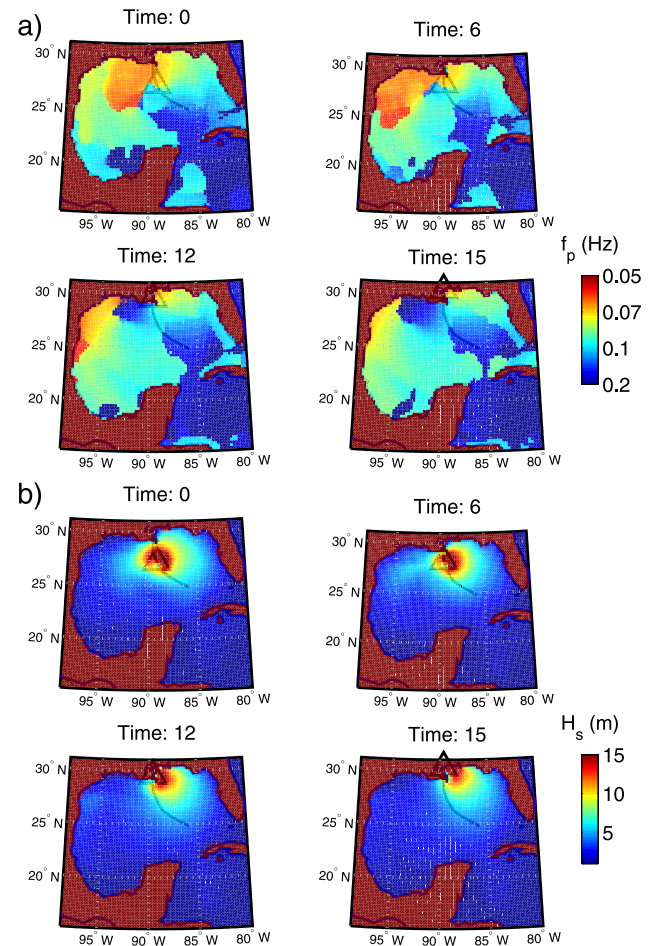 a)
Time: 0
Time: 6
30° N
25° N
20° N
95° W
90° W
85° W
80° W
30° N
25° N
20° N
95° W
90° W
85° W
80° W
Time: 12
Time: 15
30° N
25° N
20° N
95° W
90° W
85° W
80° W
30° N
25° N
20° N
95° W
90° W
85° W
80° W
f_p (Hz)
0.05
0.07
0.1
0.2
b)
Time: 0
Time: 6
30° N
25° N
20° N
95° W
90° W
85° W
80° W
30° N
25° N
20° N
95° W
90° W
85° W
80° W
Time: 12
Time: 15
30° N
25° N
20° N
95° W
90° W
85° W
80° W
30° N
25° N
20° N
95° W
90° W
85° W
80° W
H_s (m)
15
10
5